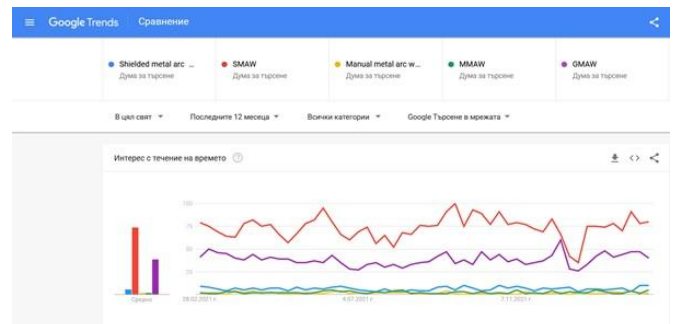 Google Trends Сравнение
Shielded metal arc ...
Дума за търсене
SMAW
Дума за търсене
Manual metal arc w...
Дума за търсене
MMAW
Дума за търсене
GMAW
Дума за търсене
В цял свят Последните 12 месеца Всички категории Google Търсене в мрежата
Интерес с течение на времето
100
75
50
25
Средно
28.02.2021 г.
4.07.2021 г.
7.11.2021 г.